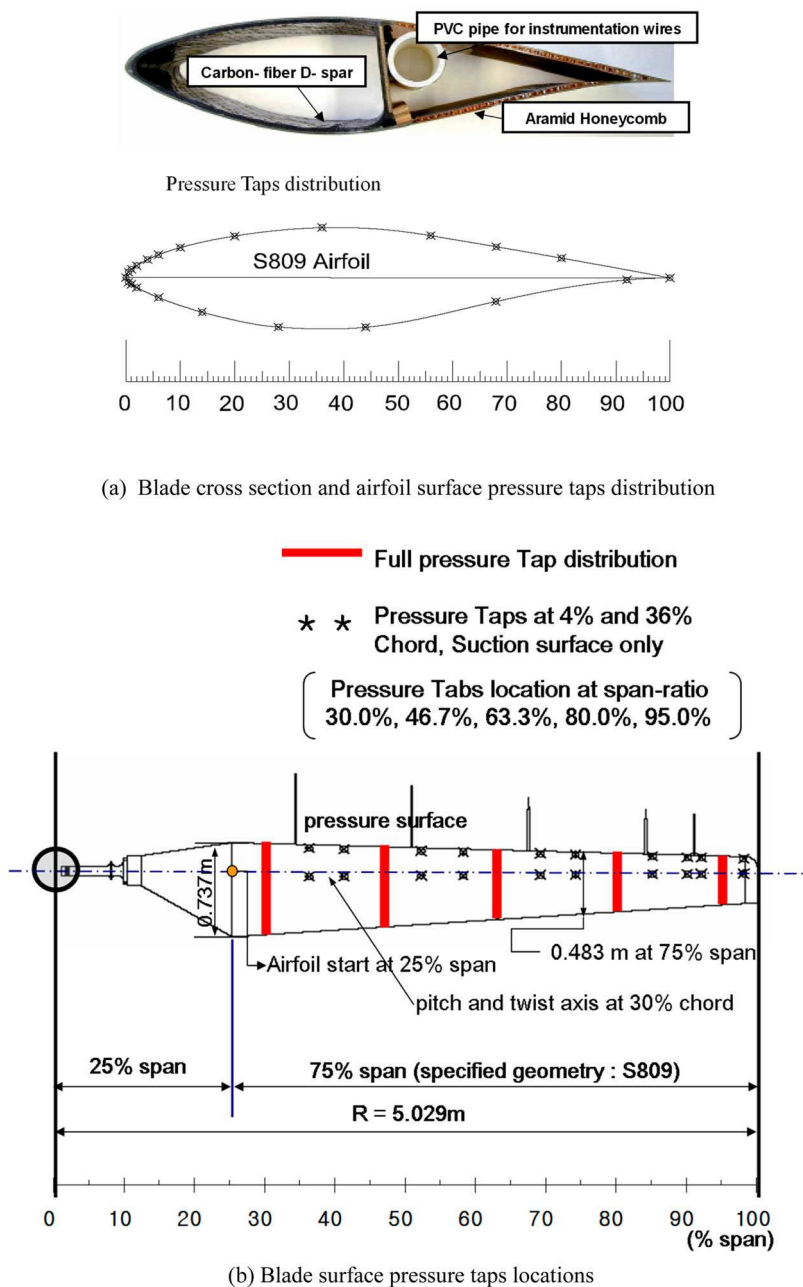 PVC pipe for instrumentation wires
Carbon- fiber D- spar
Aramid Honeycomb
Pressure Taps distribution
S809 Airfoil
0 10 20 30 40 50 60 70 80 90 100
(a) Blade cross section and airfoil surface pressure taps distribution
Full pressure Tap distribution
Pressure Taps at 4% and 36%
Chord, Suction surface only
Pressure Tabs location at span-ratio
30.0%, 46.7%, 63.3%, 80.0%, 95.0%
pressure surface
0.737m
0.483 m at 75% span
Airfoil start at 25% span
pitch and twist axis at 30% chord
25% span
75% span (specified geometry : S809)
R = 5.029m
0 10 20 30 40 50 60 70 80 90 100
(% span)
(b) Blade surface pressure taps locations